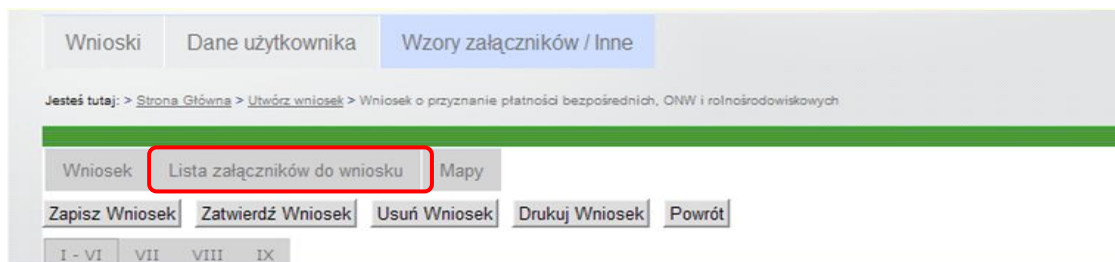 Wnioski Dane użytkownika Wzory załączników / Inne
Jesteś tutaj: > Strona Główna > Utwórz wniosek > Wniosek o przyznanie płatności bezpośrednich, ONW i rolnośrodowiskowych
Wniosek Lista załączników do wniosku Mapy
Zapisz Wniosek Zatwierdź Wniosek Usuń Wniosek Drukuj Wniosek Powrót
I - VI VII VIII IX